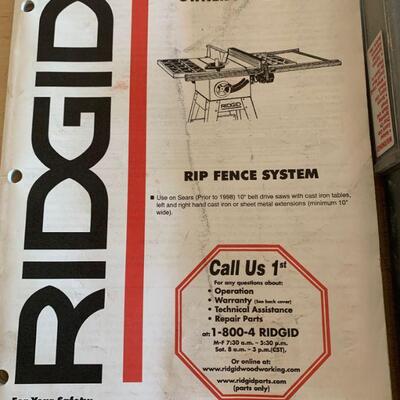 RIDGID
RIDGID
RIP FENCE SYSTEM
■ Use on Sears (Prior to 1998) 10" belt drive saws with cast iron tables,
left and right hand cast iron or sheet metal extensions (minimum 10"
wide).
Call Us 1st
For any questions about:
• Operation
• Warranty (See back cover)
• Technical Assistance
• Repair Parts
at: 1-800-4 RIDGID
M-F 7:30 a.m. - 5:30 p.m.
Sat. 8 a.m. - 3 p.m.(CST),
Or online at:
www.ridgidwoodworking.com
www.ridgidparts.com
(parts only)
For Your Safety